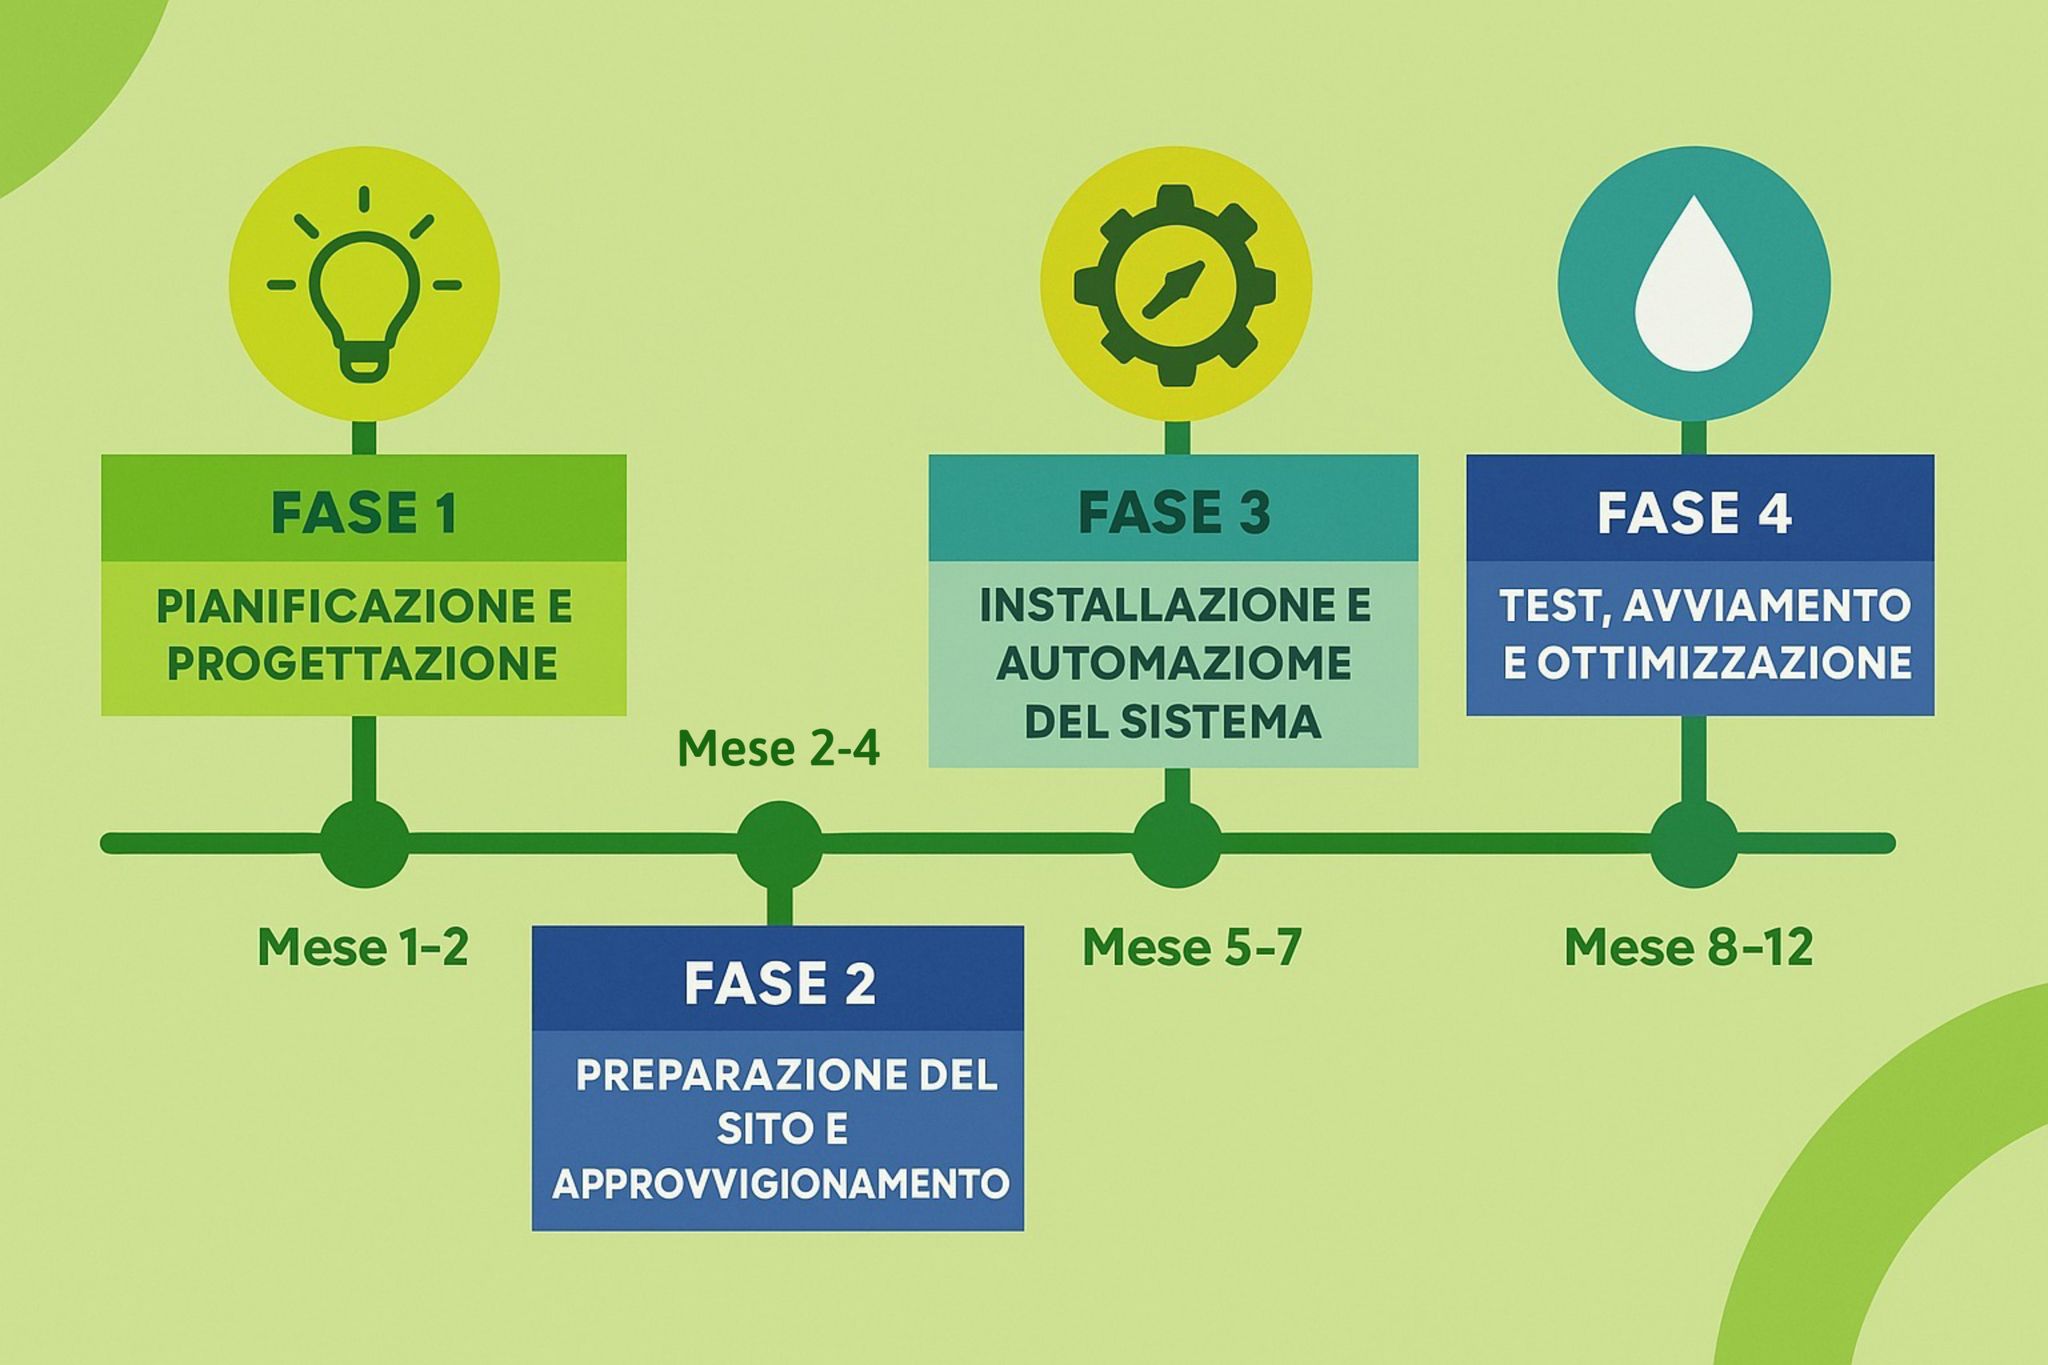 FASE 1
PIANIFICAZIONE E
PROGETTAZIONE
Mese 1-2
Mese 2-4
FASE 2
PREPARAZIONE DEL
SITO E
APPROVVIGIONAMENTO
FASE 3
INSTALLAZIONE E
AUTOMAZIOME
DEL SISTEMA
Mese 5-7
FASE 4
TEST, AVVIAMENTO
E OTTIMIZZAZIONE
Mese 8-12